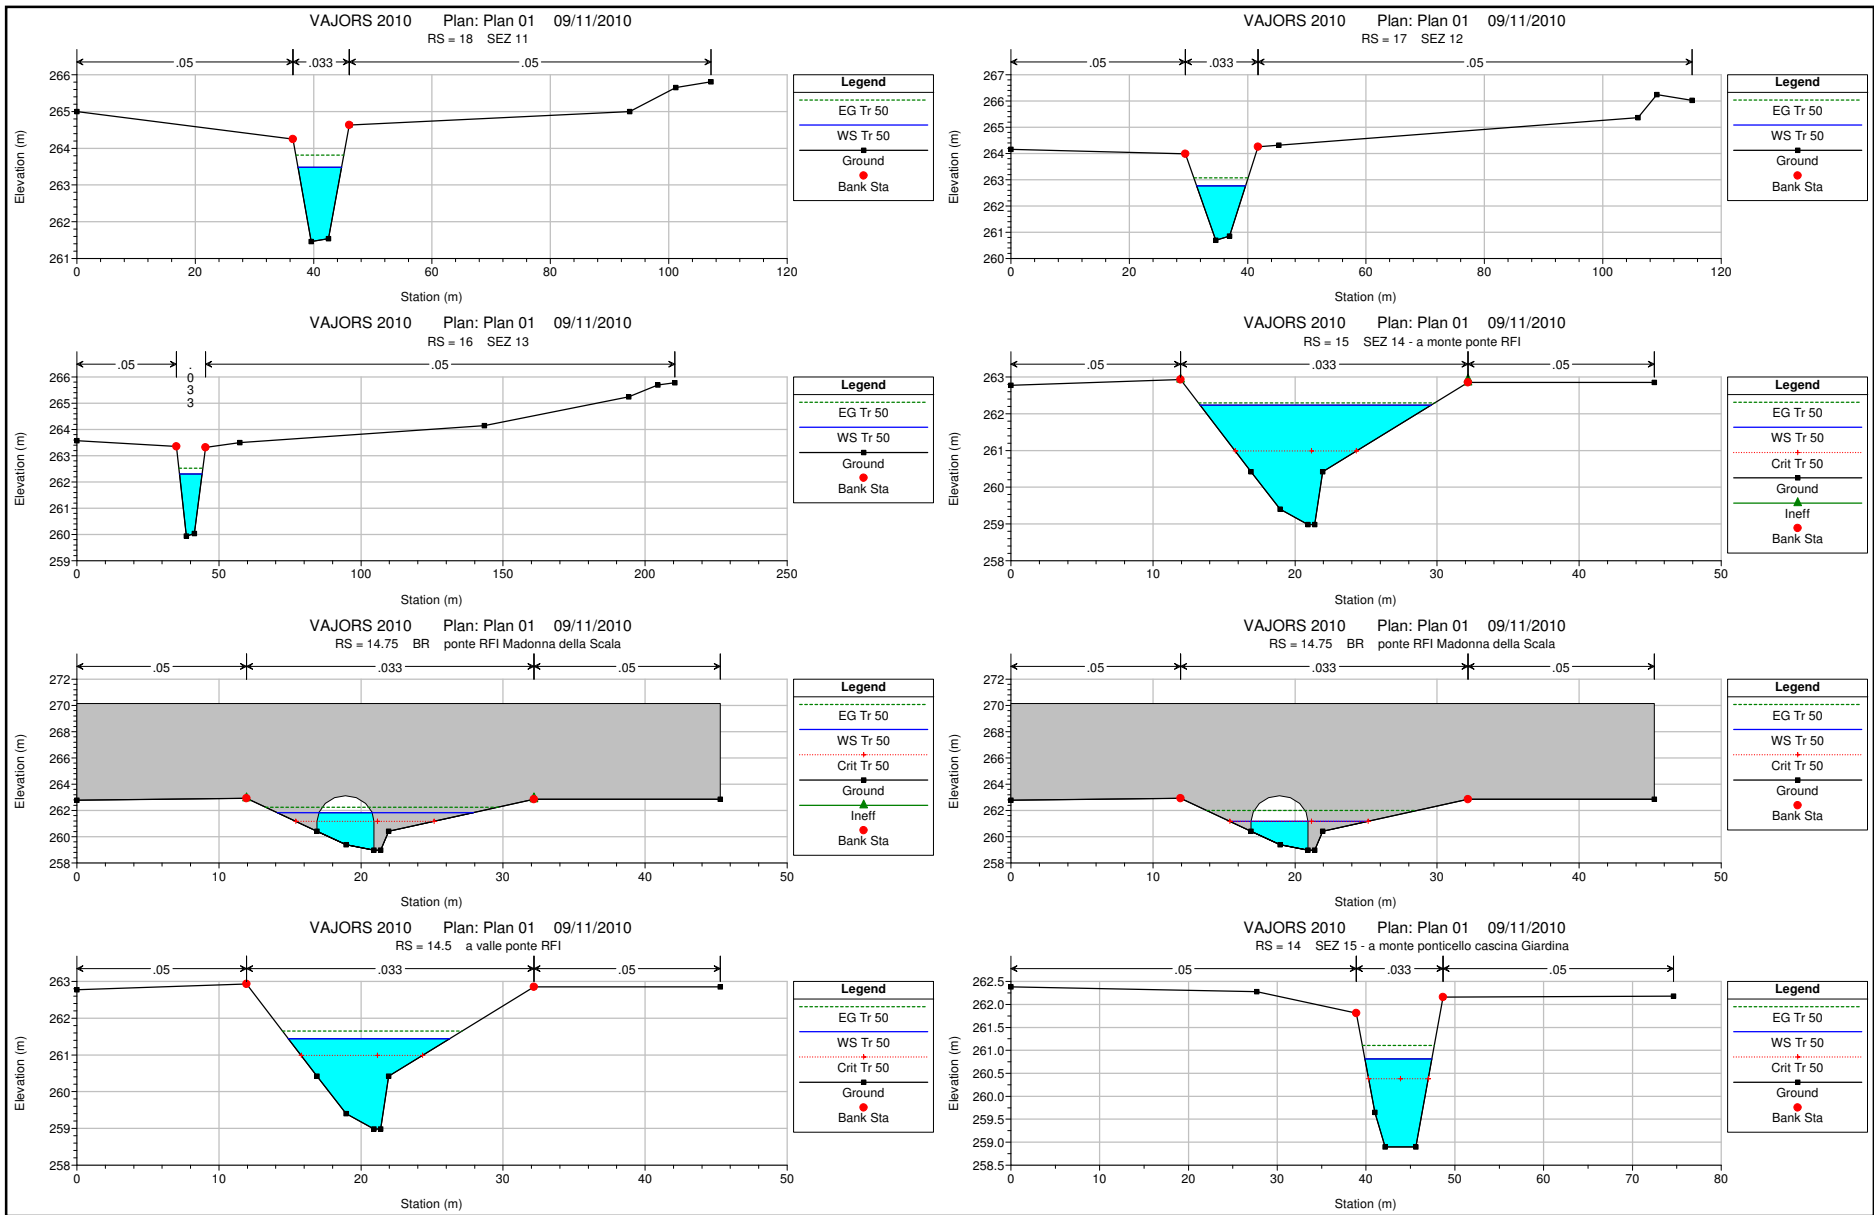 VAJORS 2010 Plan: Plan 01 09/11/2010
RS = 18 SEZ 11
.05 .033 .05
Elevation (m)
266
265
264
263
262
261
0 20 40 60 80 100 120
Station (m)
Legend
EG Tr 50
WS Tr 50
Ground
Bank Sta
VAJORS 2010 Plan: Plan 01 09/11/2010
RS = 17 SEZ 12
.05 .033 .05
Elevation (m)
267
266
265
264
263
262
261
260
0 20 40 60 80 100 120
Station (m)
Legend
EG Tr 50
WS Tr 50
Ground
Bank Sta
VAJORS 2010 Plan: Plan 01 09/11/2010
RS = 16 SEZ 13
.05 .033 .05
Elevation (m)
266
265
264
263
262
261
260
259
0 50 100 150 200 250
Station (m)
Legend
EG Tr 50
WS Tr 50
Ground
Bank Sta
VAJORS 2010 Plan: Plan 01 09/11/2010
RS = 15 SEZ 14 - a monte ponte RFI
.05 .033 .05
Elevation (m)
263
262
261
260
259
258
0 10 20 30 40 50
Station (m)
Legend
EG Tr 50
WS Tr 50
Crit Tr 50
Ground
Ineff
Bank Sta
VAJORS 2010 Plan: Plan 01 09/11/2010
RS = 14.75 BR ponte RFI Madonna della Scala
.05 .033 .05
Elevation (m)
272
270
268
266
264
262
260
258
0 10 20 30 40 50
Station (m)
Legend
EG Tr 50
WS Tr 50
Crit Tr 50
Ground
Ineff
Bank Sta
VAJORS 2010 Plan: Plan 01 09/11/2010
RS = 14.75 BR ponte RFI Madonna della Scala
.05 .033 .05
Elevation (m)
272
270
268
266
264
262
260
258
0 10 20 30 40 50
Station (m)
Legend
EG Tr 50
WS Tr 50
Crit Tr 50
Ground
Bank Sta
VAJORS 2010 Plan: Plan 01 09/11/2010
RS = 14.5 a valle ponte RFI
.05 .033 .05
Elevation (m)
263
262
261
260
259
258
0 10 20 30 40 50
Station (m)
Legend
EG Tr 50
WS Tr 50
Crit Tr 50
Ground
Bank Sta
VAJORS 2010 Plan: Plan 01 09/11/2010
RS = 14 SEZ 15 - a monte ponticello cascina Giardina
.05 .033 .05
Elevation (m)
262.5
262.0
261.5
261.0
260.5
260.0
259.5
259.0
258.5
0 10 20 30 40 50 60 70 80
Station (m)
Legend
EG Tr 50
WS Tr 50
Crit Tr 50
Ground
Bank Sta